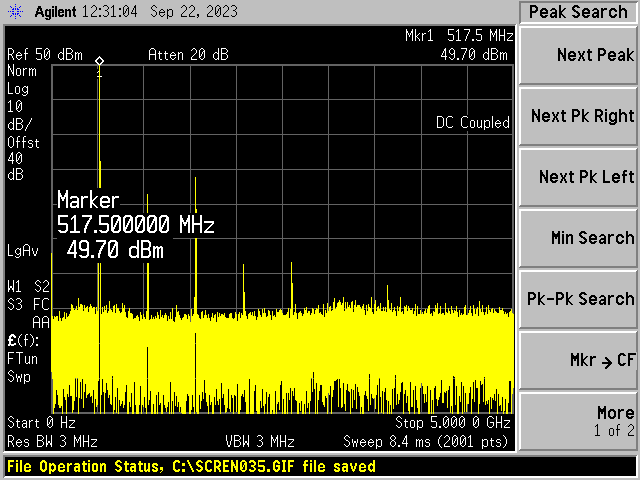 Agilent 12:31:04 Sep 22, 2023
Peak Search
Mkr1 517.5 MHz
Ref 50 dBm Atten 20 dB 49.70 dBm
Norm
Log
10
dB/
Offst
40
dB
1
DC Coupled
Marker
517.500000 MHz
49.70 dBm
LgAv
W1 S2
S3 FC
AA
£(f):
FTun
Swp
Start 0 Hz Stop 5.000 0 GHz
Res BW 3 MHz VBW 3 MHz Sweep 8.4 ms (2001 pts)
File Operation Status, C:\SCREN035.GIF file saved
Next Peak
Next Pk Right
Next Pk Left
Min Search
Pk-Pk Search
Mkr → CF
More
1 of 2